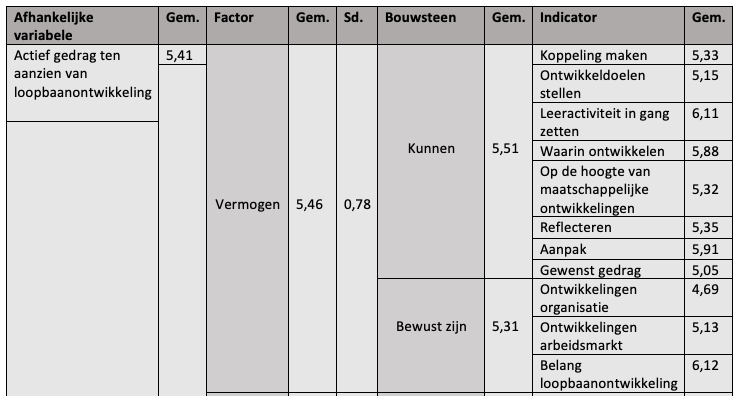 Afhankelijke variabele Gem. Factor Gem. Sd. Bouwsteen Gem. Indicator Gem.
Actief gedrag ten aanzien van loopbaanontwikkeling 5,41 Vermogen 5,46 0,78 Kunnen 5,51 Koppeling maken 5,33
Ontwikkeldoelen stellen 5,15
Leeractiviteit in gang zetten 6,11
Waarin ontwikkelen 5,88
Op de hoogte van maatschappelijke ontwikkelingen 5,32
Reflecteren 5,35
Aanpak 5,91
Gewenst gedrag 5,05
Bewust zijn 5,31 Ontwikkelingen organisatie 4,69
Ontwikkelingen arbeidsmarkt 5,13
Belang loopbaanontwikkeling 6,12